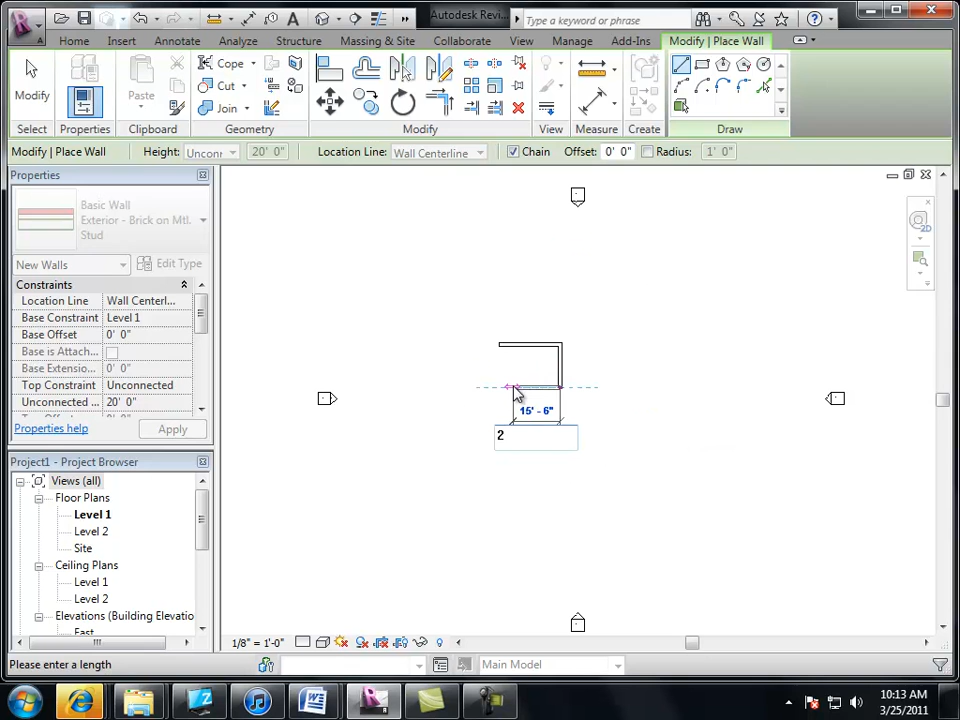 Autodesk Revi...
Type a keyword or phrase
Home Insert Annotate Analyze Structure Massing & Site Collaborate View Manage Add-Ins Modify | Place Wall
Modify
Paste
Cope
Cut
Join
Select Properties Clipboard Geometry Modify View Measure Create Draw
Modify | Place Wall Height: Uncon 20' 0" Location Line: Wall Centerline Chain Offset: 0' 0" Radius: 1' 0"
Properties
Basic Wall
Exterior - Brick on Mtl.
Stud
New Walls Edit Type
Constraints
Location Line Wall Centerl...
Base Constraint Level 1
Base Offset 0' 0"
Base is Attach...
Base Extensio... 0' 0"
Top Constraint Unconnected
Unconnected ... 20' 0"
Properties help Apply
Project1 - Project Browser
Views (all)
Floor Plans
Level 1
Level 2
Site
Ceiling Plans
Level 1
Level 2
Elevations (Building Elevatio
East
15' - 6"
2
2D
1/8" = 1'-0"
Please enter a length
Main Model
10:13 AM
3/25/2011